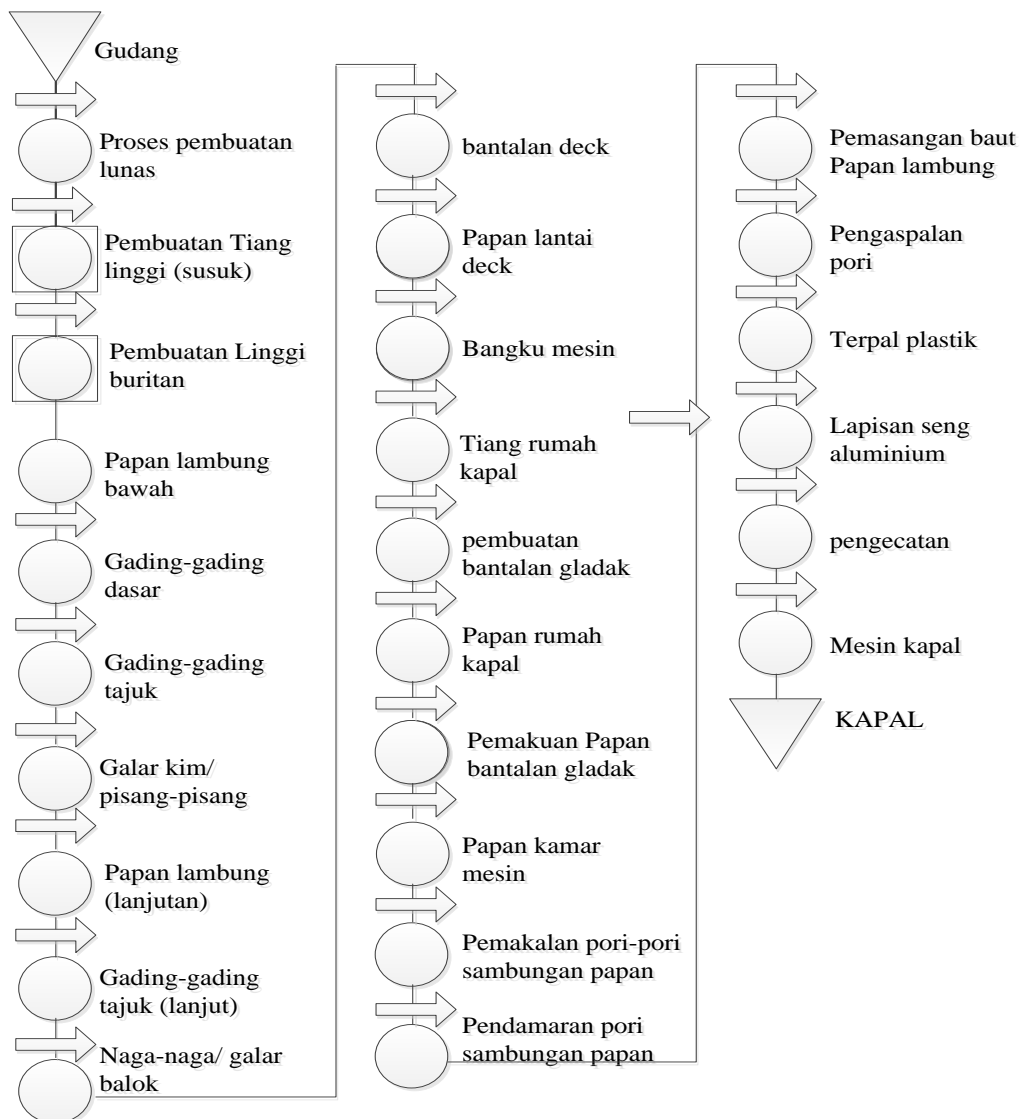 Gudang
Proses pembuatan
lunas
Pembuatan Tiang
linggi (susuk)
Pembuatan Linggi
buritan
Papan lambung
bawah
Gading-gading
dasar
Gading-gading
tajuk
Galar kim/
pisang-pisang
Papan lambung
(lanjutan)
Gading-gading
tajuk (lanjut)
Naga-naga/ galar
balok
bantalan deck
Papan lantai
deck
Bangku mesin
Tiang rumah
kapal
pembuatan
bantalan gladak
Papan rumah
kapal
Pemakuan Papan
bantalan gladak
Papan kamar
mesin
Pemakalan pori-pori
sambungan papan
Pendamaran pori
sambungan papan
Pemasangan baut
Papan lambung
Pengaspalan
pori
Terpal plastik
Lapisan seng
aluminium
pengecatan
Mesin kapal
KAPAL